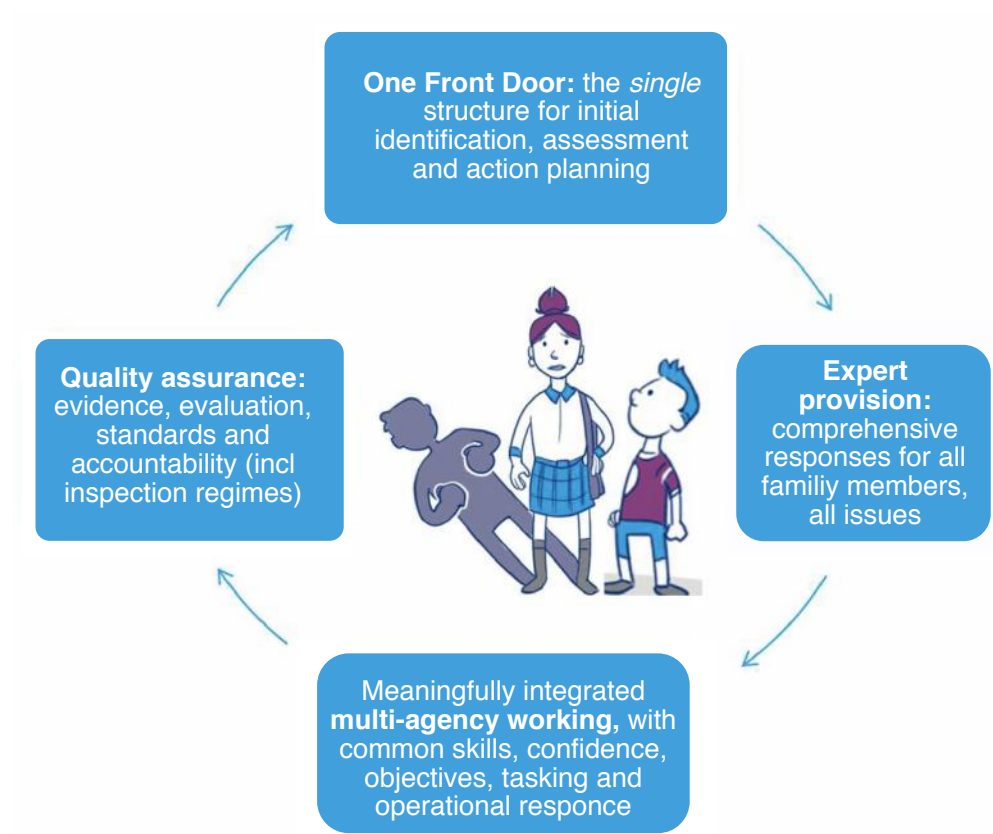 One Front Door: the single
structure for initial
identification, assessment
and action planning
Quality assurance:
evidence, evaluation,
standards and
accountability (incl
inspection regimes)
Expert
provision:
comprehensive
responses for all
familiy members,
all issues
Meaningfully integrated
multi-agency working, with
common skills, confidence,
objectives, tasking and
operational responce